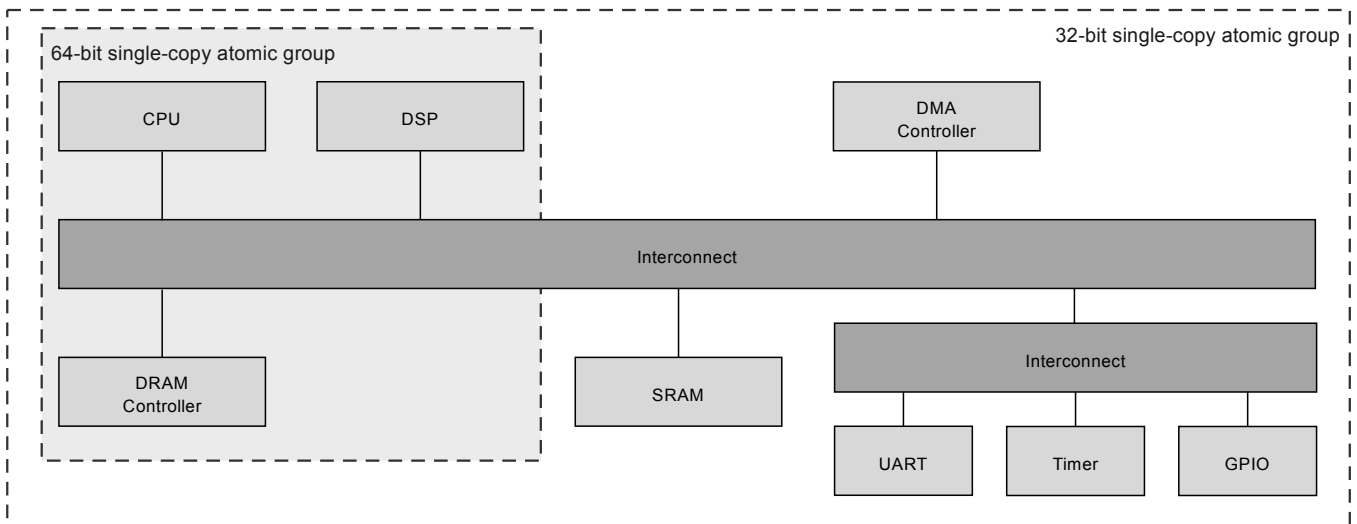 32-bit single-copy atomic group
64-bit single-copy atomic group
CPU
DSP
DMA
Controller
Interconnect
DRAM
Controller
SRAM
Interconnect
UART
Timer
GPIO